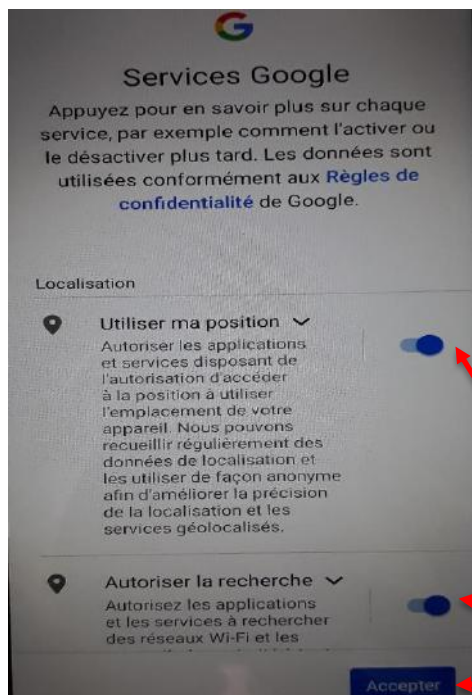 Services Google
Appuyez pour en savoir plus sur chaque
service, par exemple comment l'activer ou
le désactiver plus tard. Les données sont
utilisées conformément aux Règles de
confidentialité de Google.
Localisation
Utiliser ma position
Autoriser les applications
et services disposant de
l'autorisation d'accéder
à la position à utiliser
l'emplacement de votre
appareil. Nous pouvons
recueillir régulièrement des
données de localisation et
les utiliser de façon anonyme
afin d'améliorer la précision
de la localisation et les
services géolocalisés.
Autoriser la recherche
Autorisez les applications
et les services à rechercher
des réseaux Wi-Fi et les
Accepter